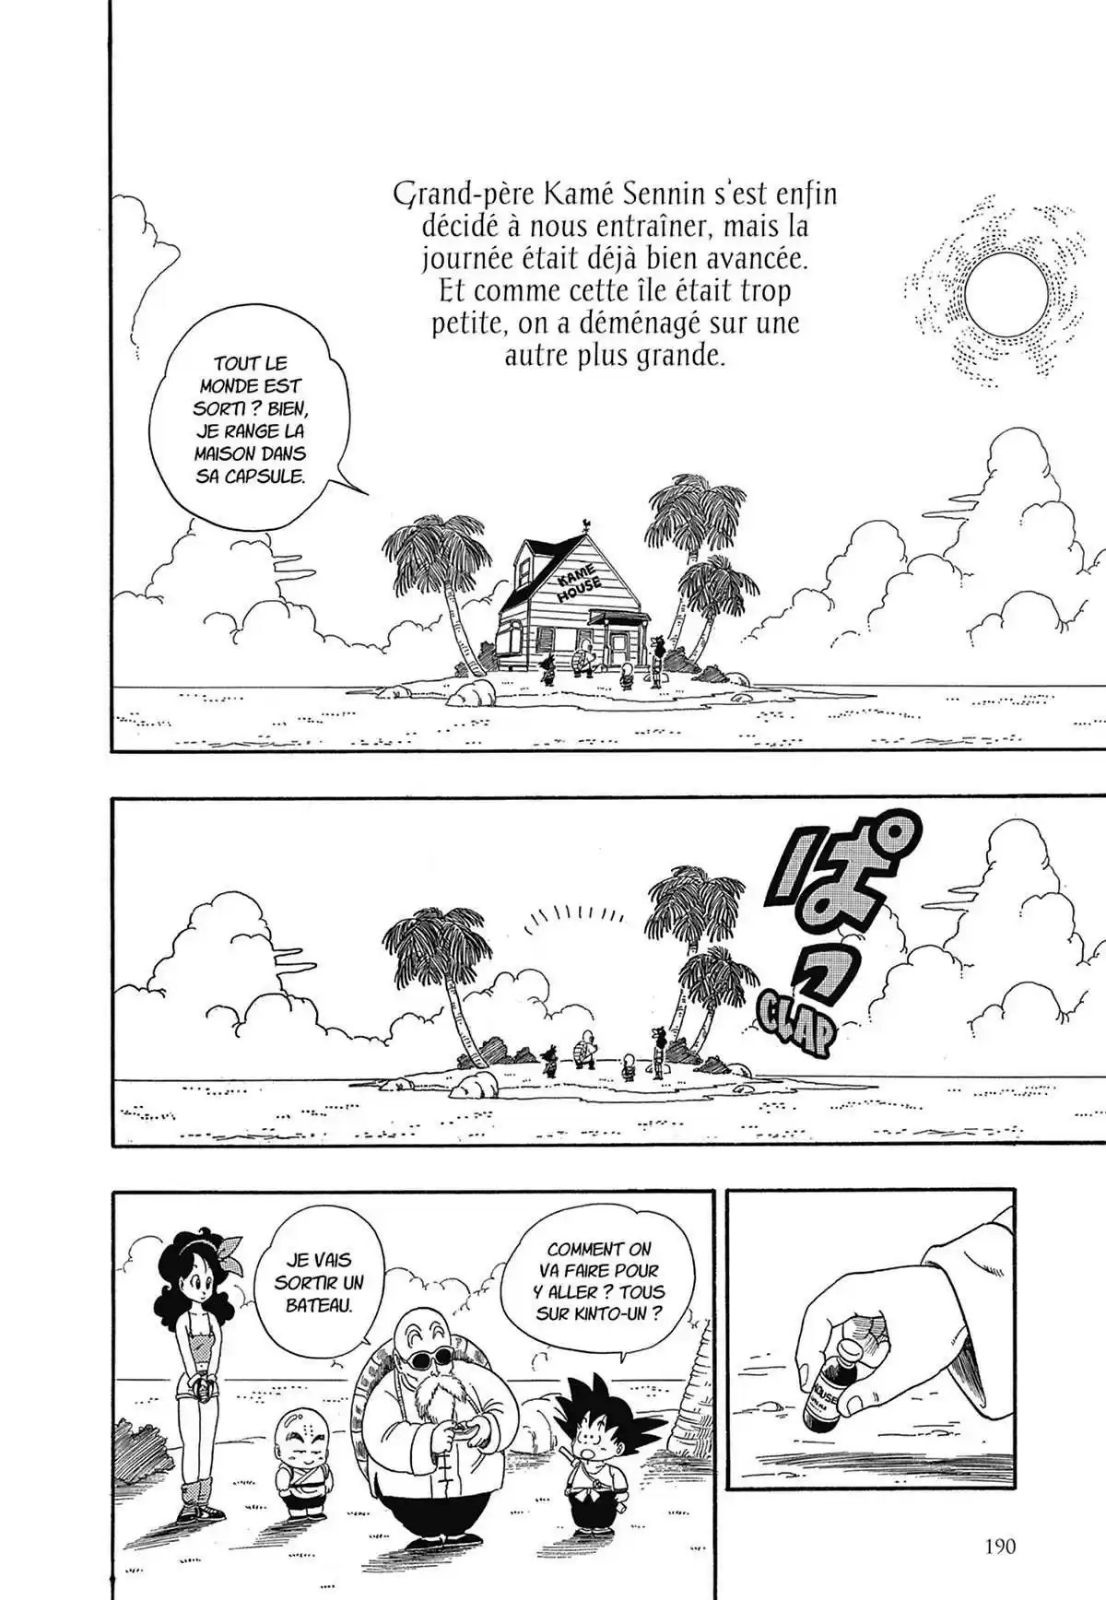 Grand-père Kamé Sennin s'est enfin
décidé à nous entraîner, mais la
journée était déjà bien avancée.
Et comme cette île était trop
petite, on a déménagé sur une
autre plus grande.
TOUT LE
MONDE EST
SORTI ? BIEN,
JE RANGE LA
MAISON DANS
SA CAPSULE.
KAME
HOUSE
ぱっ
CLAP
COMMENT ON
VA FAIRE POUR
Y ALLER ? TOUS
SUR KINTO-UN ?
JE VAIS
SORTIR UN
BATEAU.
HOUSE
190